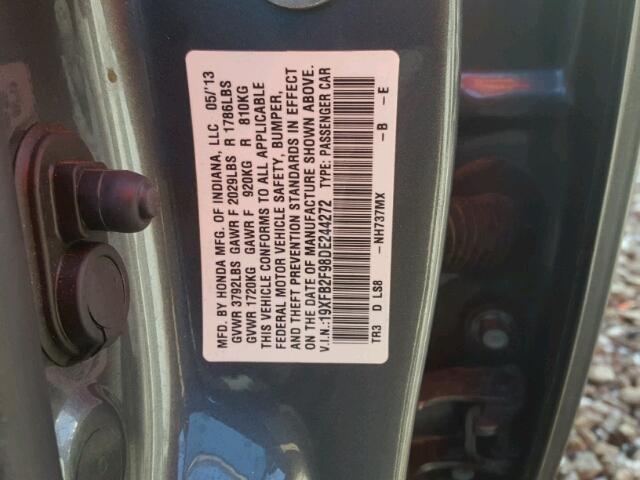 MFD. BY HONDA MFG. OF INDIANA, LLC 05/'13
GVWR 3792LBS GAWR F 2029LBS R 1786LBS
GVWR 1720KG GAWR F 920KG R 810KG
THIS VEHICLE CONFORMS TO ALL APPLICABLE
FEDERAL MOTOR VEHICLE SAFETY, BUMPER,
AND THEFT PREVENTION STANDARDS IN EFFECT
ON THE DATE OF MANUFACTURE SHOWN ABOVE.
V.I.N.:19XFB2F98DE244272 TYPE: PASSENGER CAR
-NH737MX -B -E
TR3 D LS8